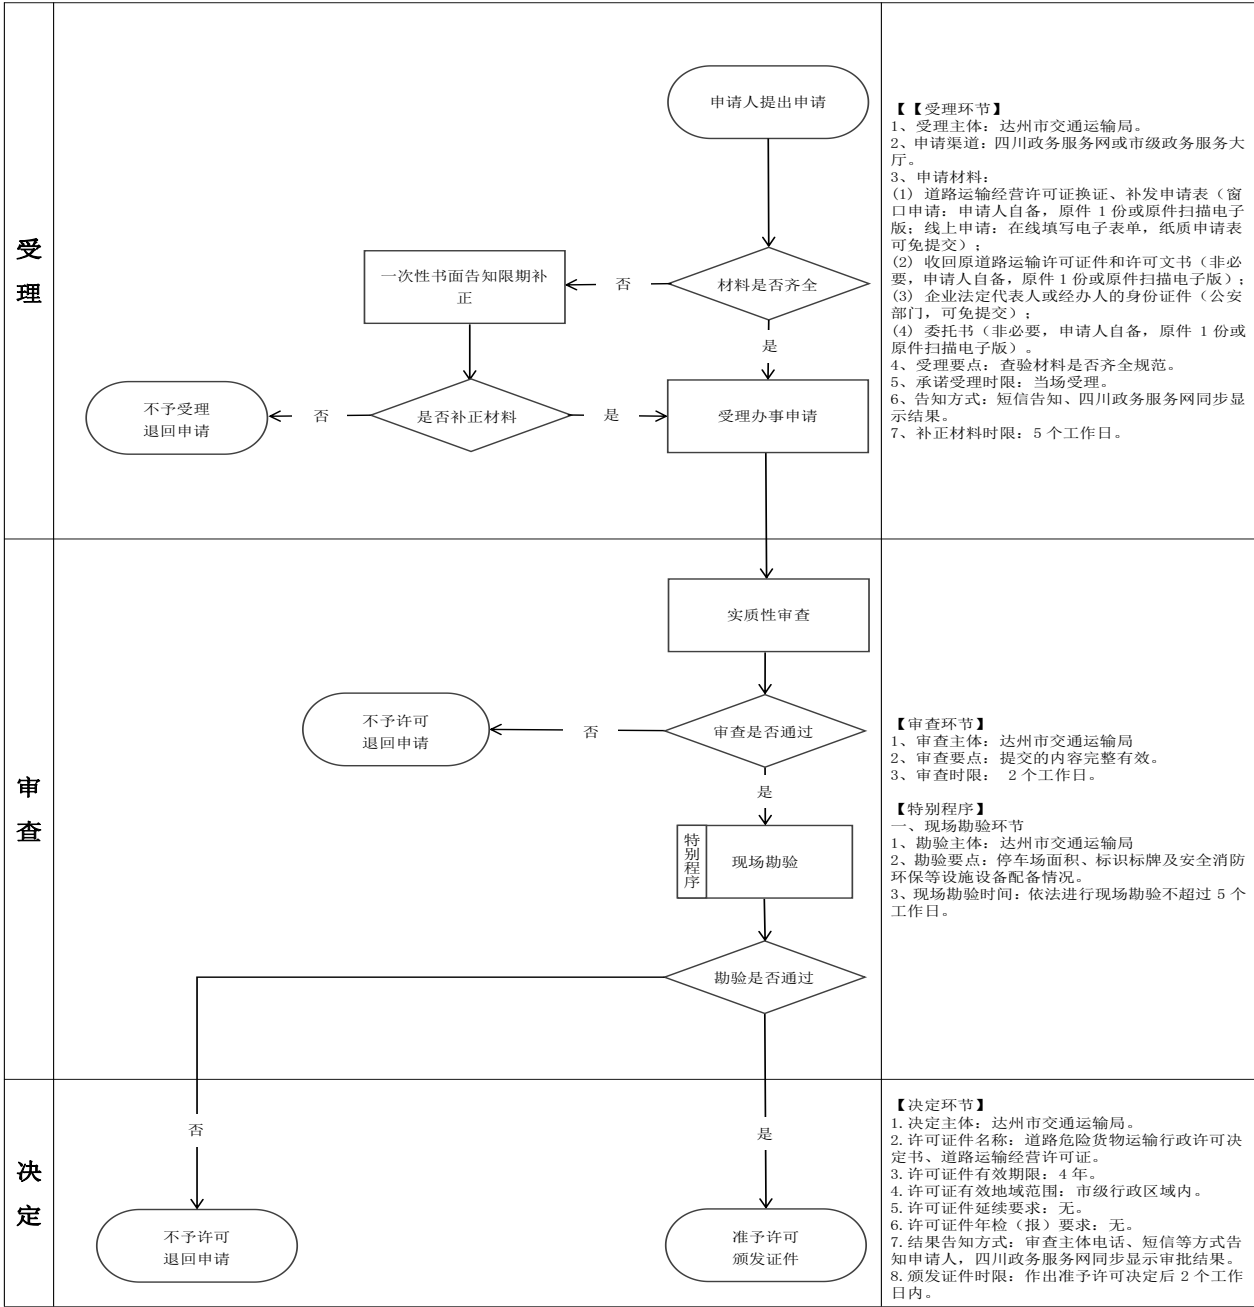 受
理
申请人提出申请
材料是否齐全
否
一次性书面告知限期补
正
是
是否补正材料
否
不予受理
退回申请
是
受理办事申请
【【受理环节】
1、受理主体：达州市交通运输局。
2、申请渠道：四川政务服务网或市级政务服务大
厅。
3、申请材料：
(1) 道路运输经营许可证换证、补发申请表（窗
口申请：申请人自备，原件 1 份或原件扫描电子
版；线上申请：在线填写电子表单，纸质申请表
可免提交）；
(2) 收回原道路运输许可证件和许可文书（非必
要，申请人自备，原件 1 份或原件扫描电子版）；
(3) 企业法定代表人或经办人的身份证件（公安
部门，可免提交）；
(4) 委托书（非必要，申请人自备，原件 1 份或
原件扫描电子版）。
4、受理要点：查验材料是否齐全规范。
5、承诺受理时限：当场受理。
6、告知方式：短信告知、四川政务服务网同步显
示结果。
7、补正材料时限：5 个工作日。
审
查
实质性审查
审查是否通过
否
不予许可
退回申请
是
特别程序
现场勘验
勘验是否通过
【审查环节】
1、审查主体：达州市交通运输局
2、审查要点：提交的内容完整有效。
3、审查时限： 2 个工作日。
【特别程序】
一、现场勘验环节
1、勘验主体：达州市交通运输局
2、勘验要点：停车场面积、标识标牌及安全消防
环保等设施设备配备情况。
3、现场勘验时间：依法进行现场勘验不超过 5 个
工作日。
决
定
否
是
不予许可
退回申请
准予许可
颁发证件
【决定环节】
1.决定主体：达州市交通运输局。
2.许可证件名称：道路危险货物运输行政许可决
定书、道路运输经营许可证。
3.许可证件有效期限：4 年。
4.许可证有效地域范围：市级行政区域内。
5.许可证件延续要求：无。
6.许可证件年检（报）要求：无。
7.结果告知方式：审查主体电话、短信等方式告
知申请人，四川政务服务网同步显示审批结果。
8.颁发证件时限：作出准予许可决定后 2 个工作
日内。